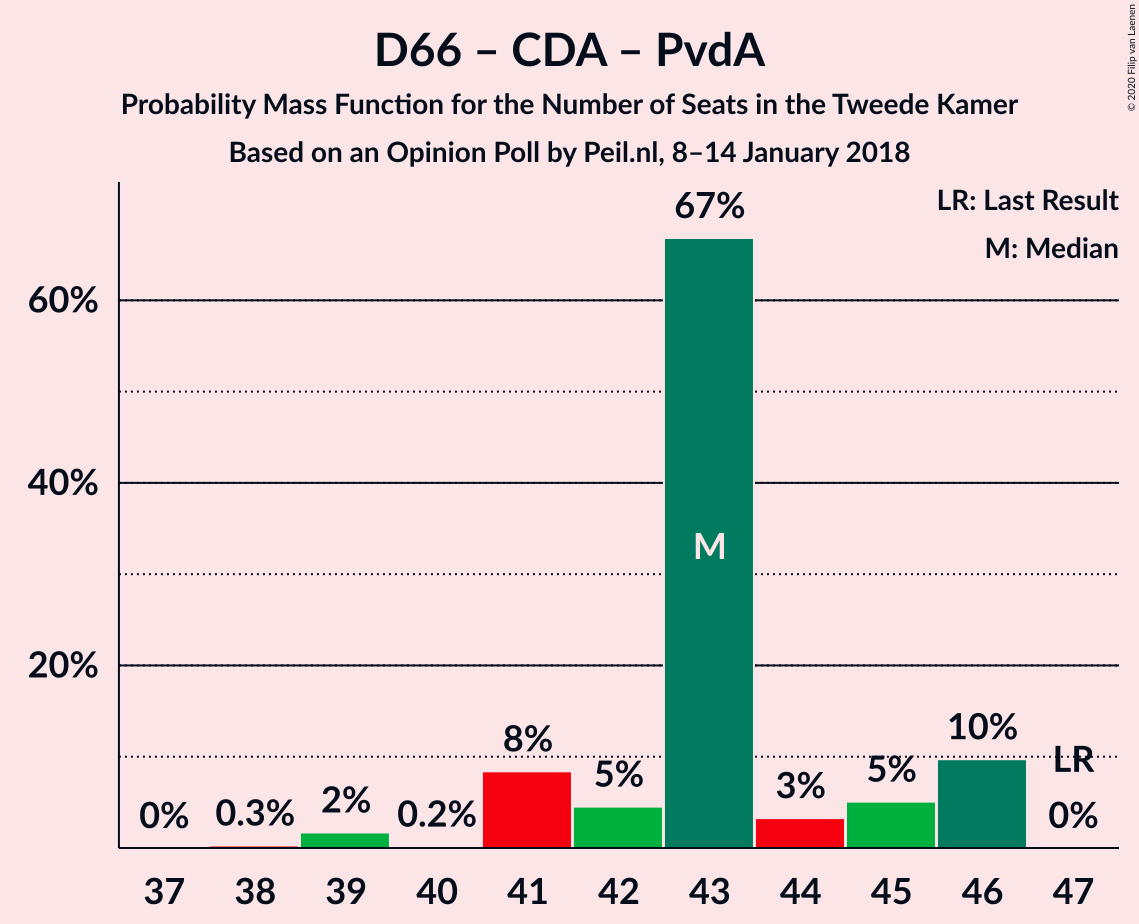 D66 – CDA – PvdA
Probability Mass Function for the Number of Seats in the Tweede Kamer
Based on an Opinion Poll by Peil.nl, 8–14 January 2018
© 2020 Filip van Laenen
LR: Last Result
M: Median
60%
40%
20%
0%
0.3%
2%
0.2%
8%
5%
67%
M
3%
5%
10%
LR
0%
37 38 39 40 41 42 43 44 45 46 47